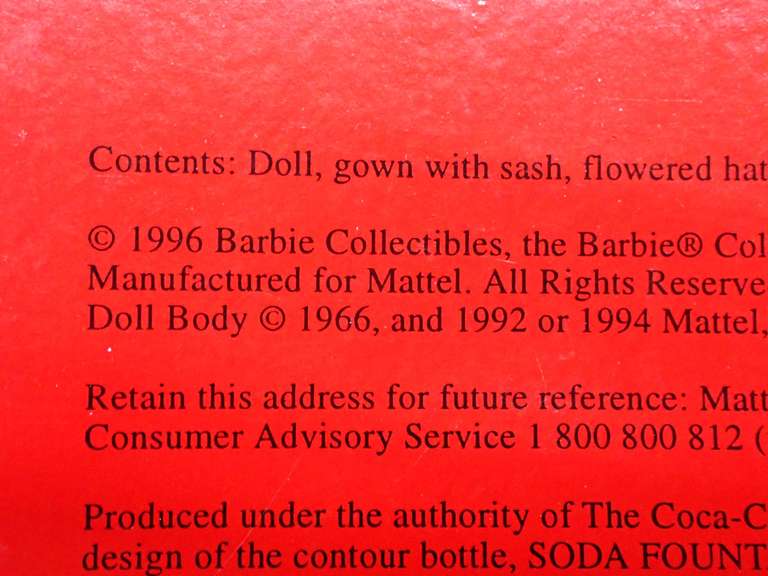 Contents: Doll, gown with sash, flowered hat
© 1996 Barbie Collectibles, the Barbie® Col
Manufactured for Mattel. All Rights Reserve
Doll Body © 1966, and 1992 or 1994 Mattel,
Retain this address for future reference: Matt
Consumer Advisory Service 1 800 800 812 (
Produced under the authority of The Coca-C
design of the contour bottle, SODA FOUNT